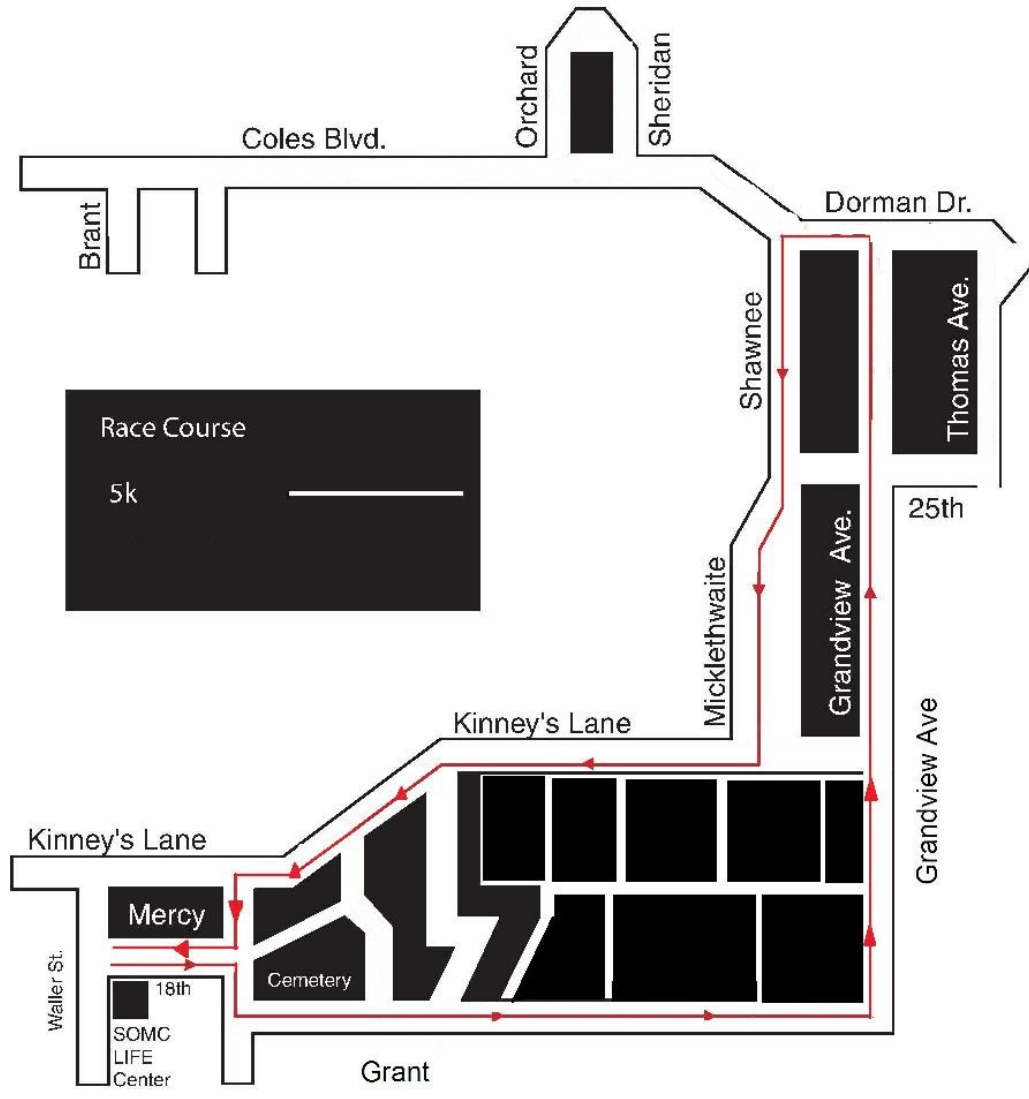 Orchard
Sheridan
Coles Blvd.
Brant
Dorman Dr.
Shawnee
Thomas Ave.
Race Course
5k
25th
Grandview Ave.
Micklethwaite
Kinney's Lane
Grandview Ave
Kinney's Lane
Mercy
Cemetery
Waller St.
18th
SOMC
LIFE
Center
Grant